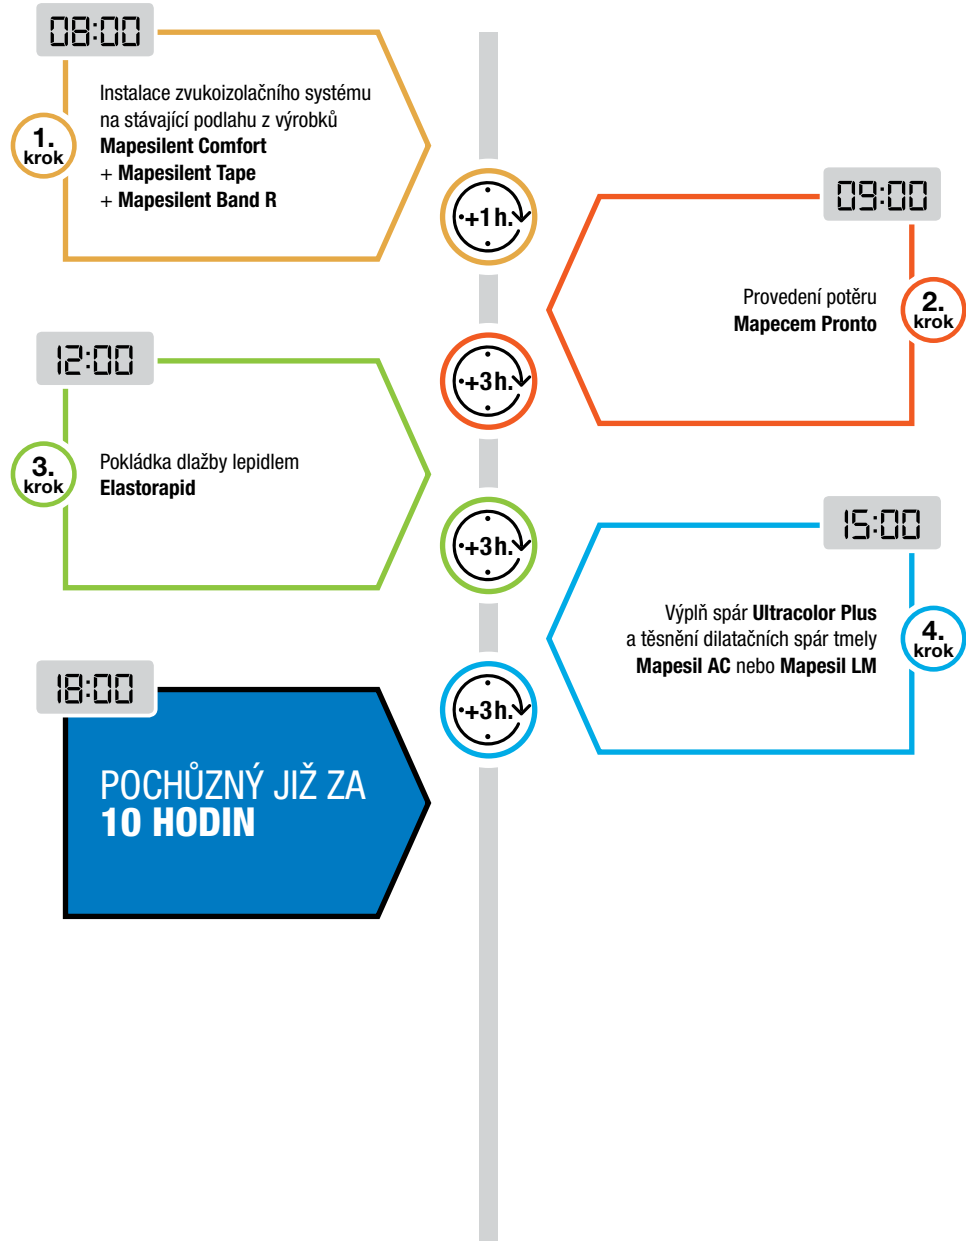 08:00
1.
krok
Instalace zvukoizolačního systému
na stávající podlahu z výrobků
Mapesilent Comfort
+ Mapesilent Tape
+ Mapesilent Band R
+1 h.
09:00
2.
krok
Provedení potěru
Mapecem Pronto
+3 h.
12:00
3.
krok
Pokládka dlažby lepidlem
Elastorapid
+3 h.
15:00
4.
krok
Výplň spár Ultracolor Plus
a těsnění dilatačních spár tmely
Mapesil AC nebo Mapesil LM
+3 h.
18:00
POCHŮZNÝ JIŽ ZA
10 HODIN